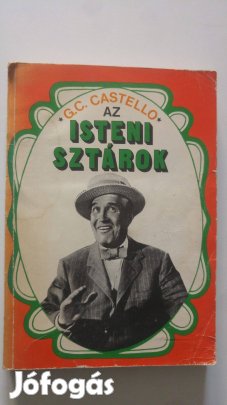 * G.C. CASTELLO *
AZ
ISTENI
SZTÁROK
Jófogás